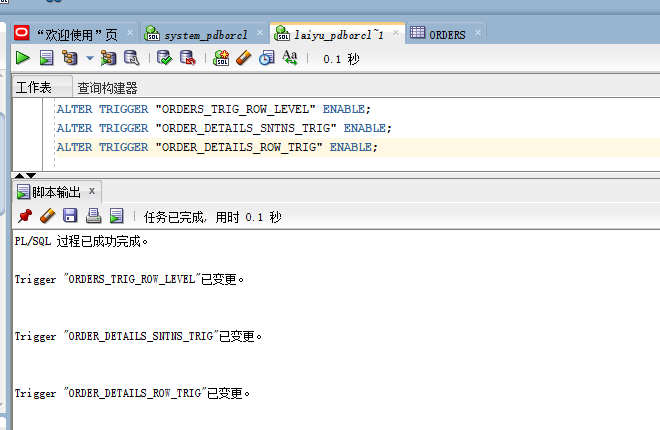 “欢迎使用”页 system_pdborcl laiyu_pdborcl~1 ORDERS
0.1 秒
工作表 查询构建器
ALTER TRIGGER "ORDERS_TRIG_ROW_LEVEL" ENABLE;
ALTER TRIGGER "ORDER_DETAILS_SNTNS_TRIG" ENABLE;
ALTER TRIGGER "ORDER_DETAILS_ROW_TRIG" ENABLE;
脚本输出
任务已完成, 用时 0.1 秒
PL/SQL 过程已成功完成。
Trigger "ORDERS_TRIG_ROW_LEVEL"已变更。
Trigger "ORDER_DETAILS_SNTNS_TRIG"已变更。
Trigger "ORDER_DETAILS_ROW_TRIG"已变更。